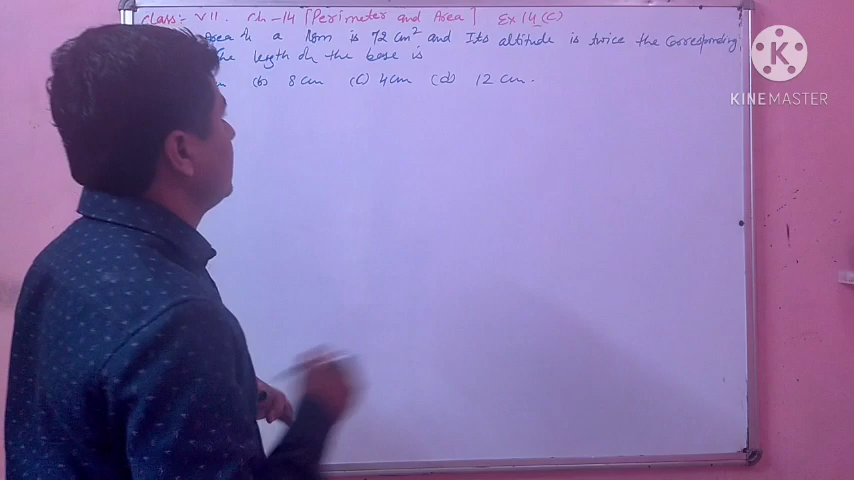 Class:- VII. Ch-14 [Perimeter and Area] Ex 14(C)
Area of a 11gm is 72 cm² and Its altitude is twice the Corresponding
The length of the base is
(b) 8 cm (c) 4cm (d) 12 cm.
KINEMASTER